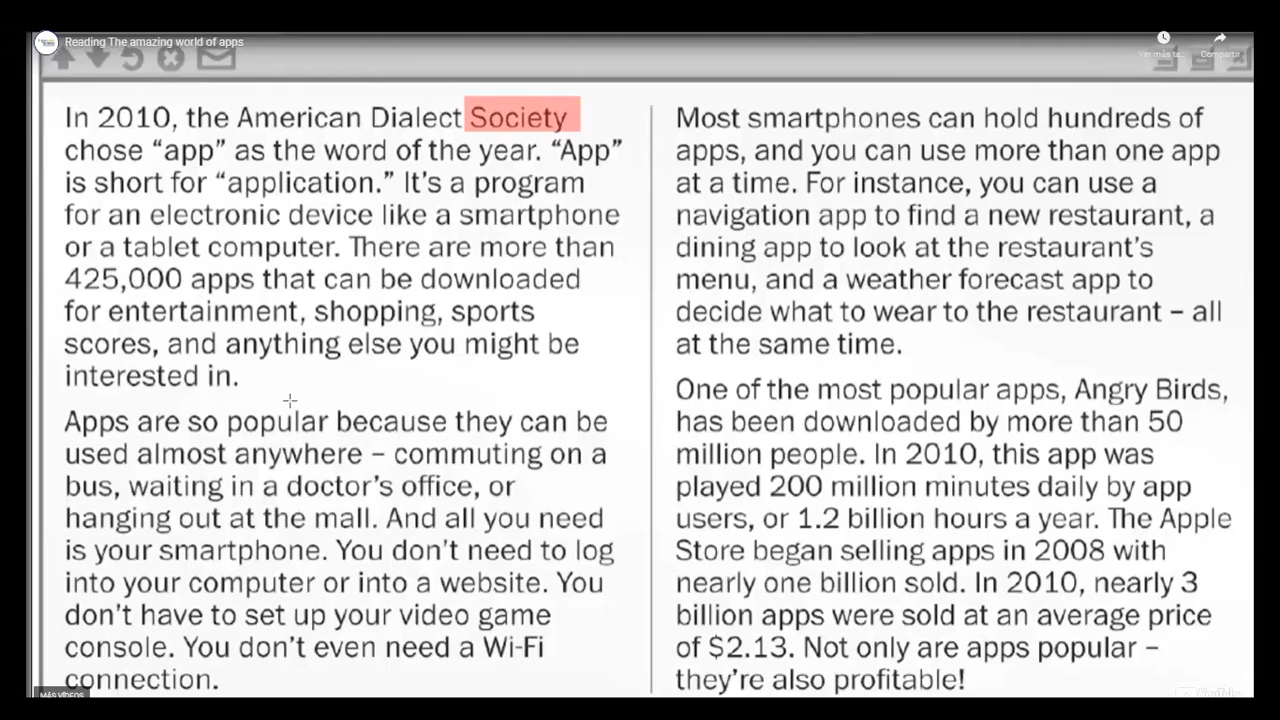 Reading The amazing world of apps
Ver más ta...
Compartir
In 2010, the American Dialect Society
chose “app” as the word of the year. “App”
is short for “application.” It’s a program
for an electronic device like a smartphone
or a tablet computer. There are more than
425,000 apps that can be downloaded
for entertainment, shopping, sports
scores, and anything else you might be
interested in.
Apps are so popular because they can be
used almost anywhere – commuting on a
bus, waiting in a doctor’s office, or
hanging out at the mall. And all you need
is your smartphone. You don’t need to log
into your computer or into a website. You
don’t have to set up your video game
console. You don’t even need a Wi-Fi
connection.
Most smartphones can hold hundreds of
apps, and you can use more than one app
at a time. For instance, you can use a
navigation app to find a new restaurant, a
dining app to look at the restaurant’s
menu, and a weather forecast app to
decide what to wear to the restaurant – all
at the same time.
One of the most popular apps, Angry Birds,
has been downloaded by more than 50
million people. In 2010, this app was
played 200 million minutes daily by app
users, or 1.2 billion hours a year. The Apple
Store began selling apps in 2008 with
nearly one billion sold. In 2010, nearly 3
billion apps were sold at an average price
of $2.13. Not only are apps popular –
they’re also profitable!
MÁS VÍDEOS
YouTube